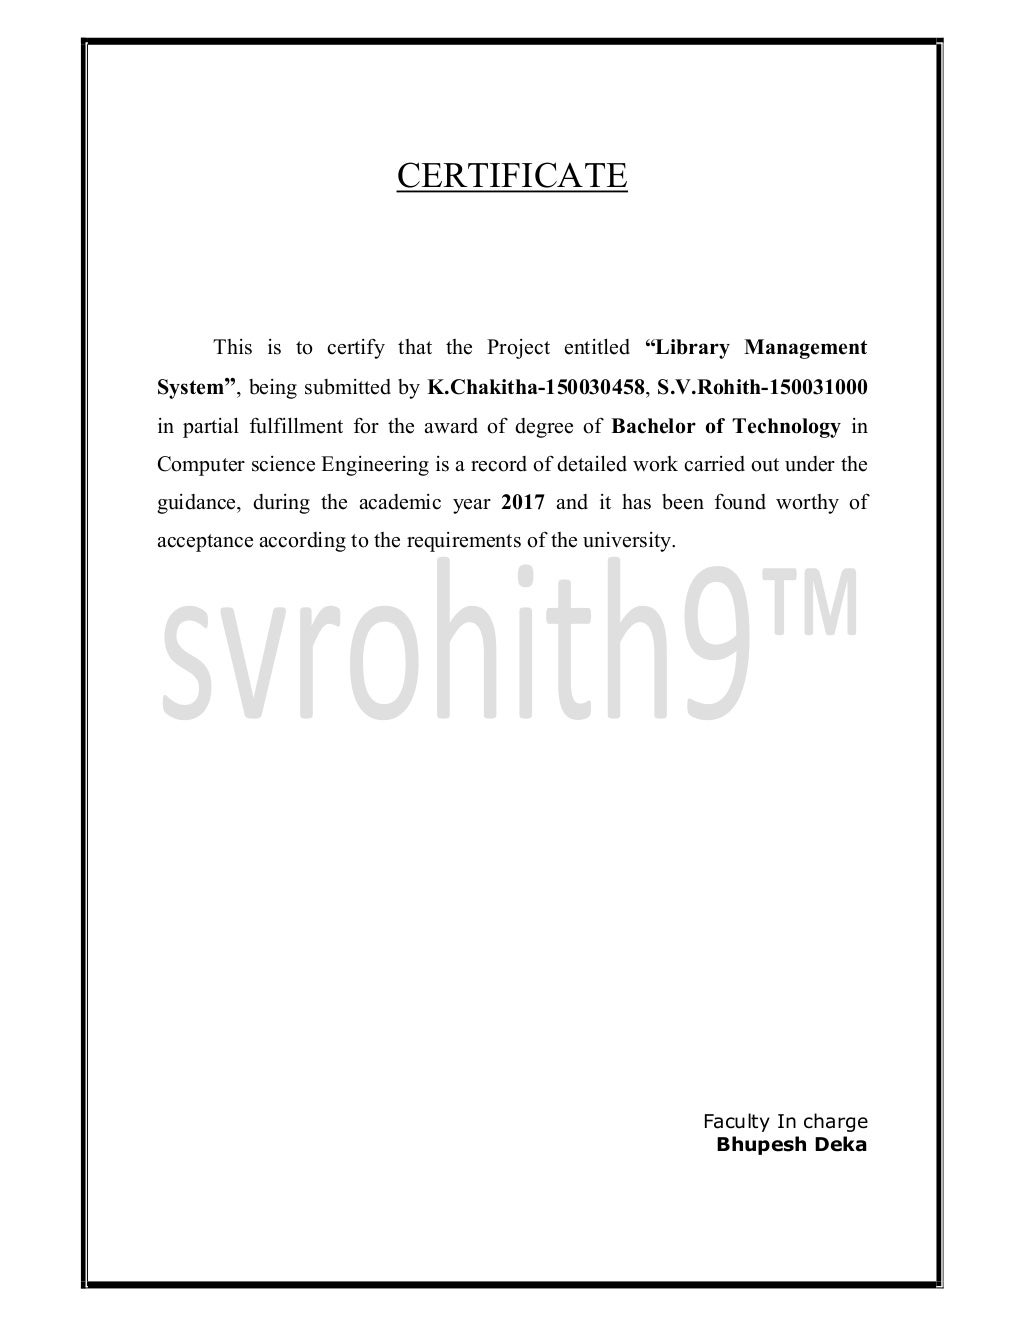 CERTIFICATE
This is to certify that the Project entitled “Library Management
System”, being submitted by K.Chakitha-150030458, S.V.Rohith-150031000
in partial fulfillment for the award of degree of Bachelor of Technology in
Computer science Engineering is a record of detailed work carried out under the
guidance, during the academic year 2017 and it has been found worthy of
acceptance according to the requirements of the university.
svrohith9™
Faculty In charge
Bhupesh Deka